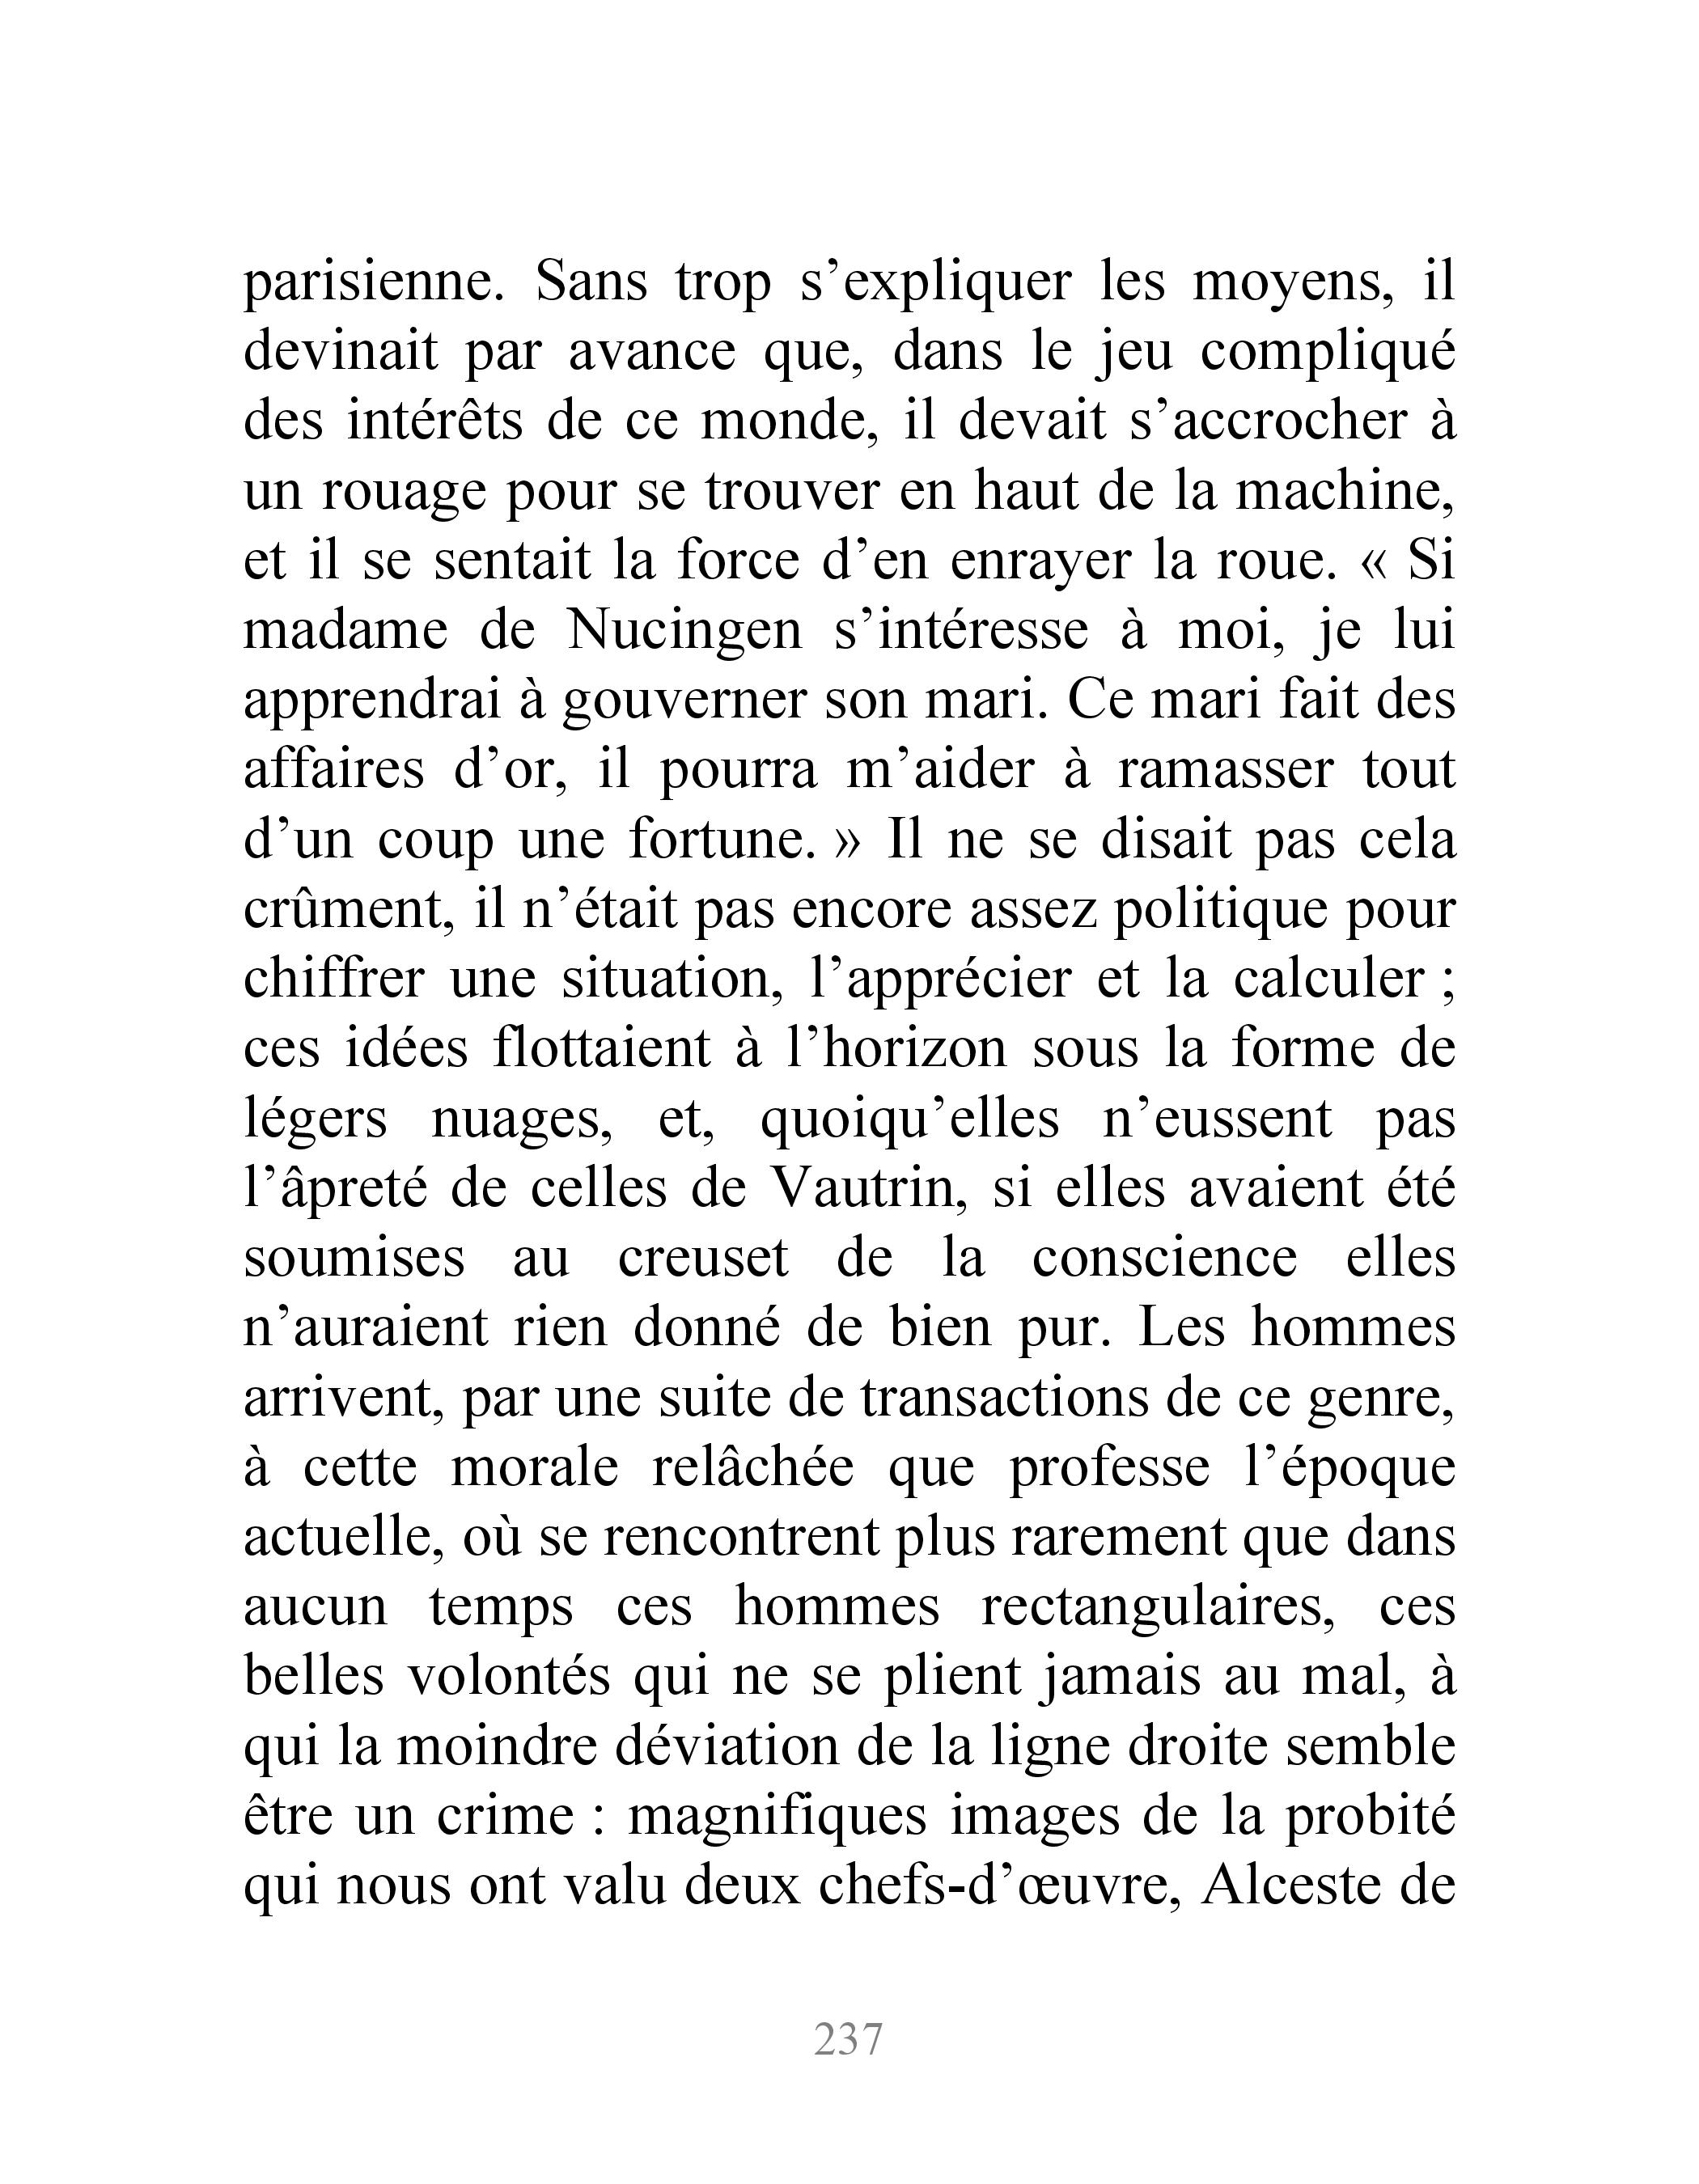 parisienne. Sans trop s’expliquer les moyens, il
devinait par avance que, dans le jeu compliqué
des intérêts de ce monde, il devait s’accrocher à
un rouage pour se trouver en haut de la machine,
et il se sentait la force d’en enrayer la roue. « Si
madame de Nucingen s’intéresse à moi, je lui
apprendrai à gouverner son mari. Ce mari fait des
affaires d’or, il pourra m’aider à ramasser tout
d’un coup une fortune. » Il ne se disait pas cela
crûment, il n’était pas encore assez politique pour
chiffrer une situation, l’apprécier et la calculer ;
ces idées flottaient à l’horizon sous la forme de
légers nuages, et, quoiqu’elles n’eussent pas
l’âpreté de celles de Vautrin, si elles avaient été
soumises au creuset de la conscience elles
n’auraient rien donné de bien pur. Les hommes
arrivent, par une suite de transactions de ce genre,
à cette morale relâchée que professe l’époque
actuelle, où se rencontrent plus rarement que dans
aucun temps ces hommes rectangulaires, ces
belles volontés qui ne se plient jamais au mal, à
qui la moindre déviation de la ligne droite semble
être un crime : magnifiques images de la probité
qui nous ont valu deux chefs-d’œuvre, Alceste de
237